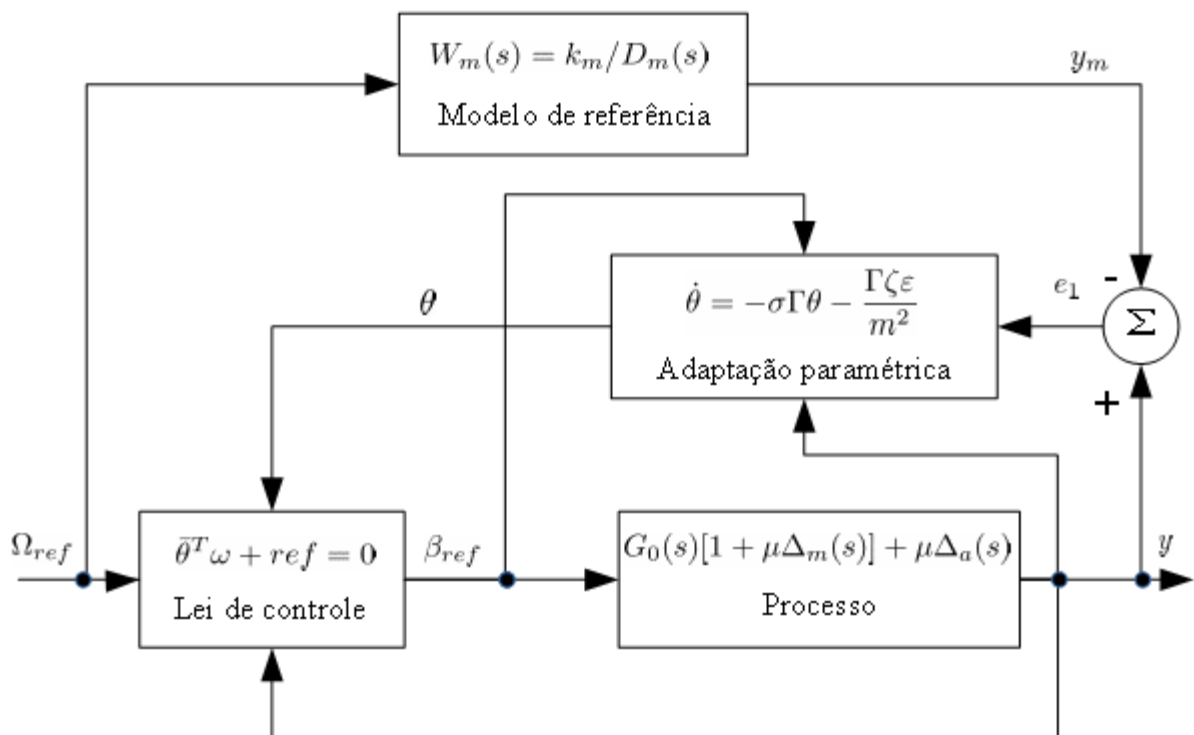 W_m(s) = k_m/D_m(s)
Modelo de referência
y_m
θ̇ = −σΓθ − Γζε/m²
Adaptação paramétrica
θ
e_1
-
Σ
+
Ω_ref
θ̄^T ω + ref = 0
Lei de controle
β_ref
G_0(s)[1 + μΔ_m(s)] + μΔ_a(s)
Processo
y